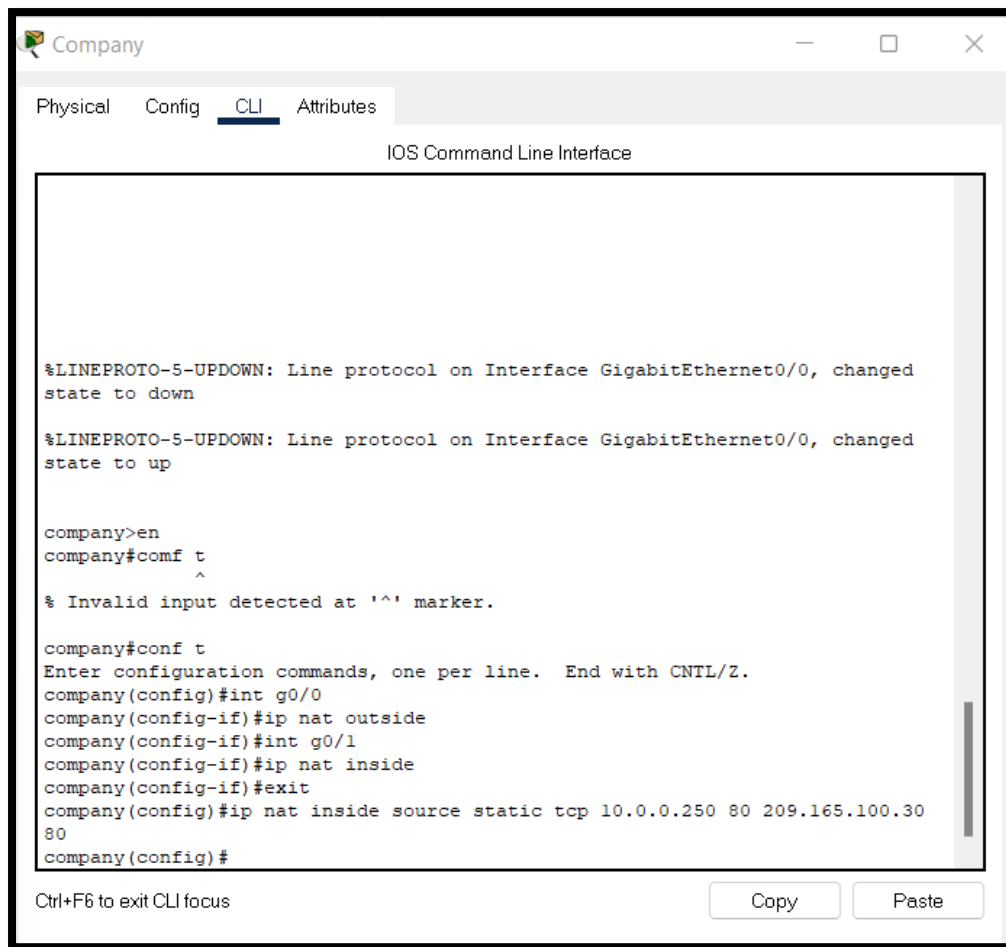 Company
Physical Config CLI Attributes
IOS Command Line Interface
%LINEPROTO-5-UPDOWN: Line protocol on Interface GigabitEthernet0/0, changed
state to down
%LINEPROTO-5-UPDOWN: Line protocol on Interface GigabitEthernet0/0, changed
state to up
company>en
company#comf t
^
% Invalid input detected at '^' marker.
company#conf t
Enter configuration commands, one per line.  End with CNTL/Z.
company(config)#int g0/0
company(config-if)#ip nat outside
company(config-if)#int g0/1
company(config-if)#ip nat inside
company(config-if)#exit
company(config)#ip nat inside source static tcp 10.0.0.250 80 209.165.100.30
80
company(config)#
Ctrl+F6 to exit CLI focus
Copy Paste